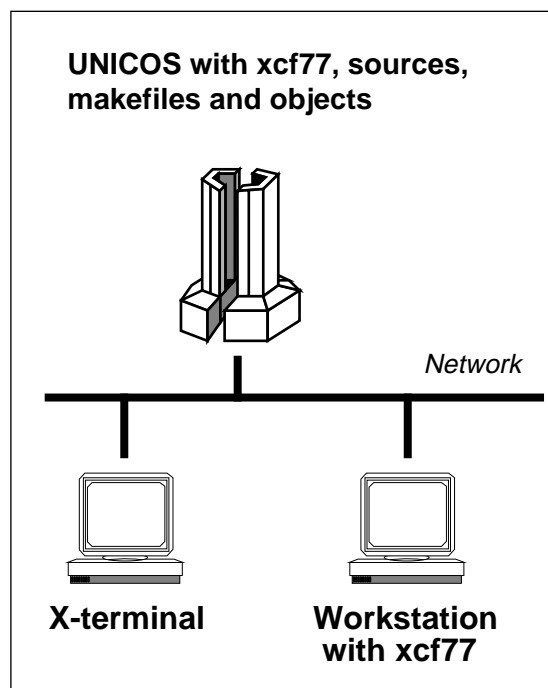 UNICOS with xcf77, sources,
makefiles and objects
Network
X-terminal
Workstation
with xcf77